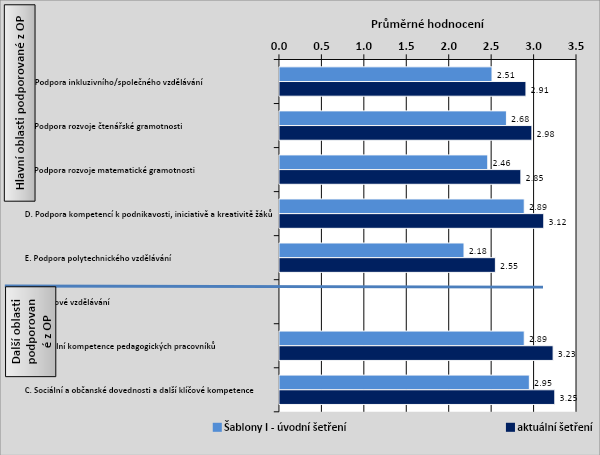 Průměrné hodnocení
0.0 0.5 1.0 1.5 2.0 2.5 3.0 3.5
Hlavní oblasti podporované z OP
Podpora inkluzivního/společného vzdělávání
2.51
2.91
Podpora rozvoje čtenářské gramotnosti
2.68
2.98
Podpora rozvoje matematické gramotnosti
2.46
2.85
D. Podpora kompetencí k podnikavosti, iniciativě a kreativitě žáků
2.89
3.12
E. Podpora polytechnického vzdělávání
2.18
2.55
Další oblasti
podporovan
é z OP
vzdělávání
kompetence pedagogických pracovníků
2.89
3.23
C. Sociální a občanské dovednosti a další klíčové kompetence
2.95
3.25
Šablony I - úvodní šetření
aktuální šetření